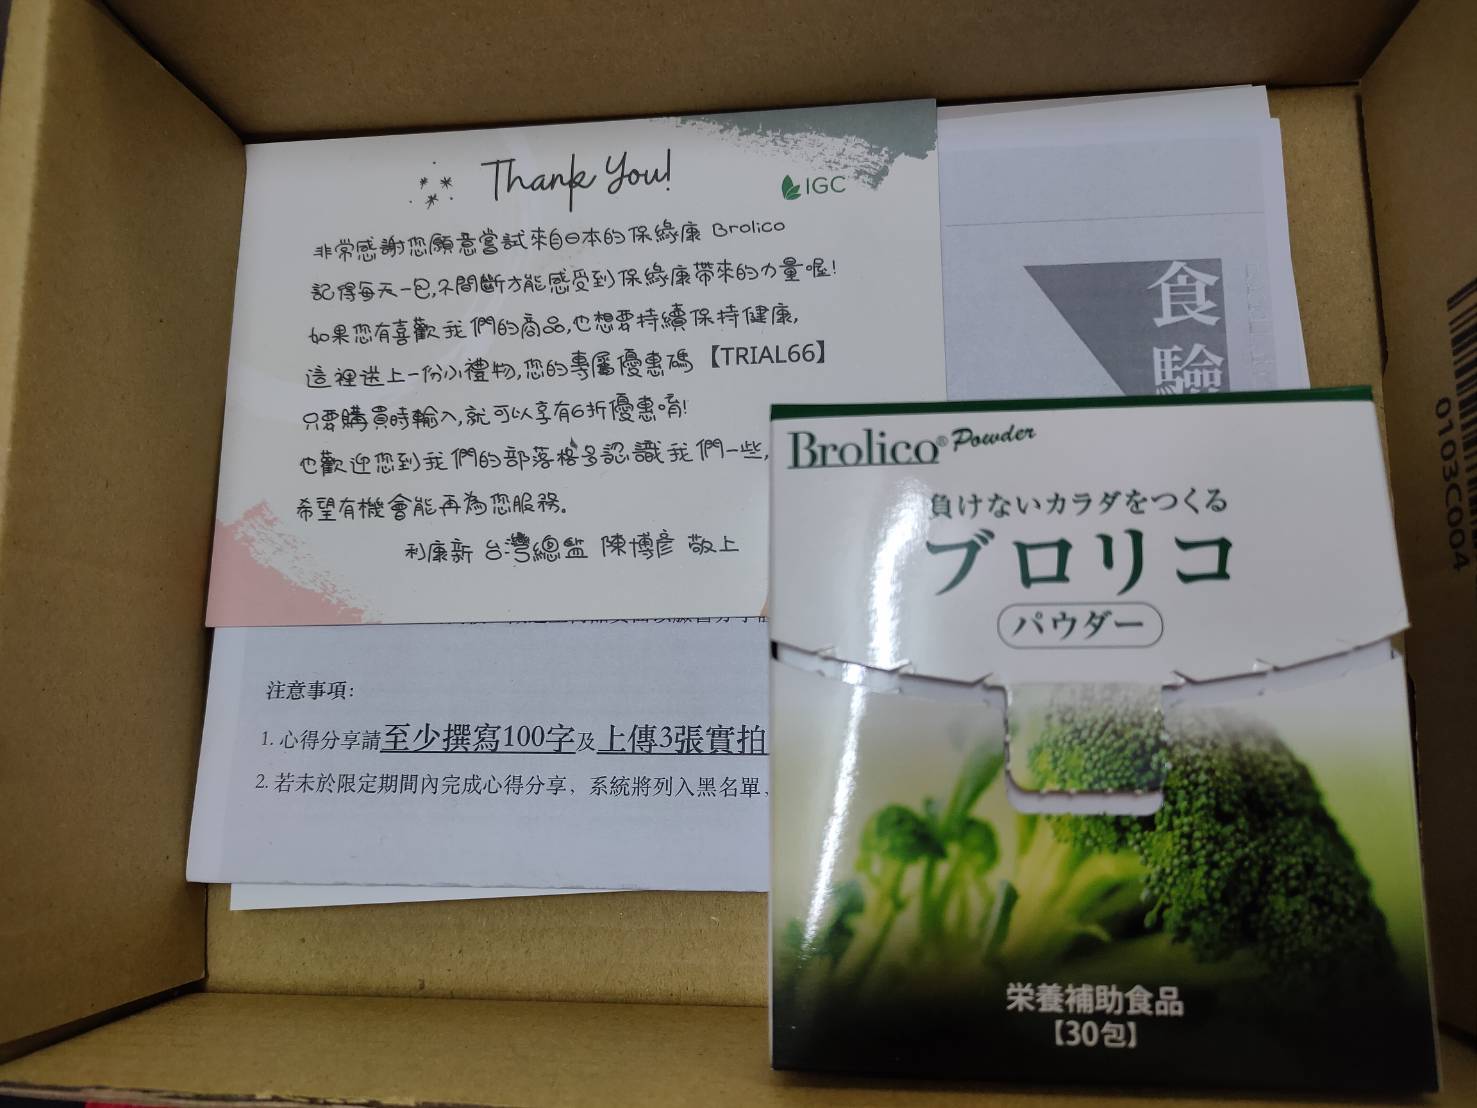 Thank You!
IGC
非常感謝您願意嘗試來自日本的保緣康 Brolico
記得每天一包,不間斷才能感受到保緣康帶來的力量喔!
如果您有喜歡我們的商品,也想要持續保持健康,
這裡送上一份小禮物,您的專屬優惠碼【TRIAL66】
只要購買時輸入,就可以享有6折優惠唷!
也歡迎您到我們的部落格多認識我們一些,
希望有機會能再為您服務。
利康新 台灣總監 陳博彥 敬上
食
驗
注意事項:
1. 心得分享請至少撰寫100字及上傳3張實拍
2. 若未於限定期間內完成心得分享，系統將列入黑名單、
Brolico® Powder
負けないカラダをつくる
ブロリコ
パウダー
栄養補助食品
【30包】
0103C004